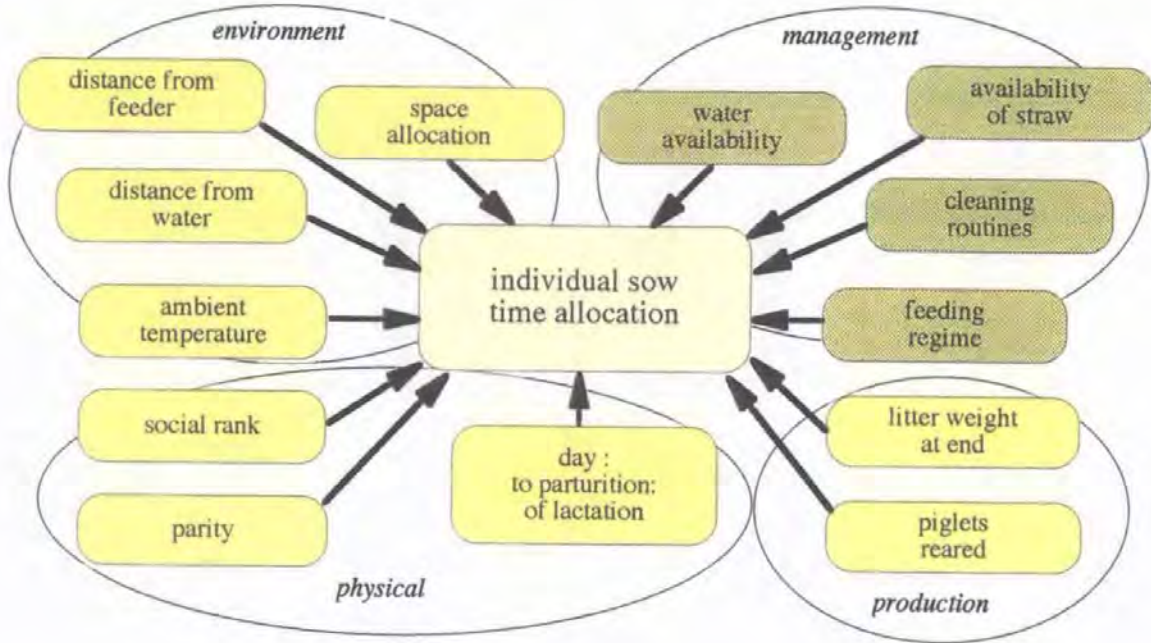 environment
management
distance from
feeder
space
allocation
water
availability
availability
of straw
distance from
water
cleaning
routines
individual sow
time allocation
ambient
temperature
feeding
regime
social rank
day :
to parturition:
of lactation
litter weight
at end
parity
piglets
reared
physical
production